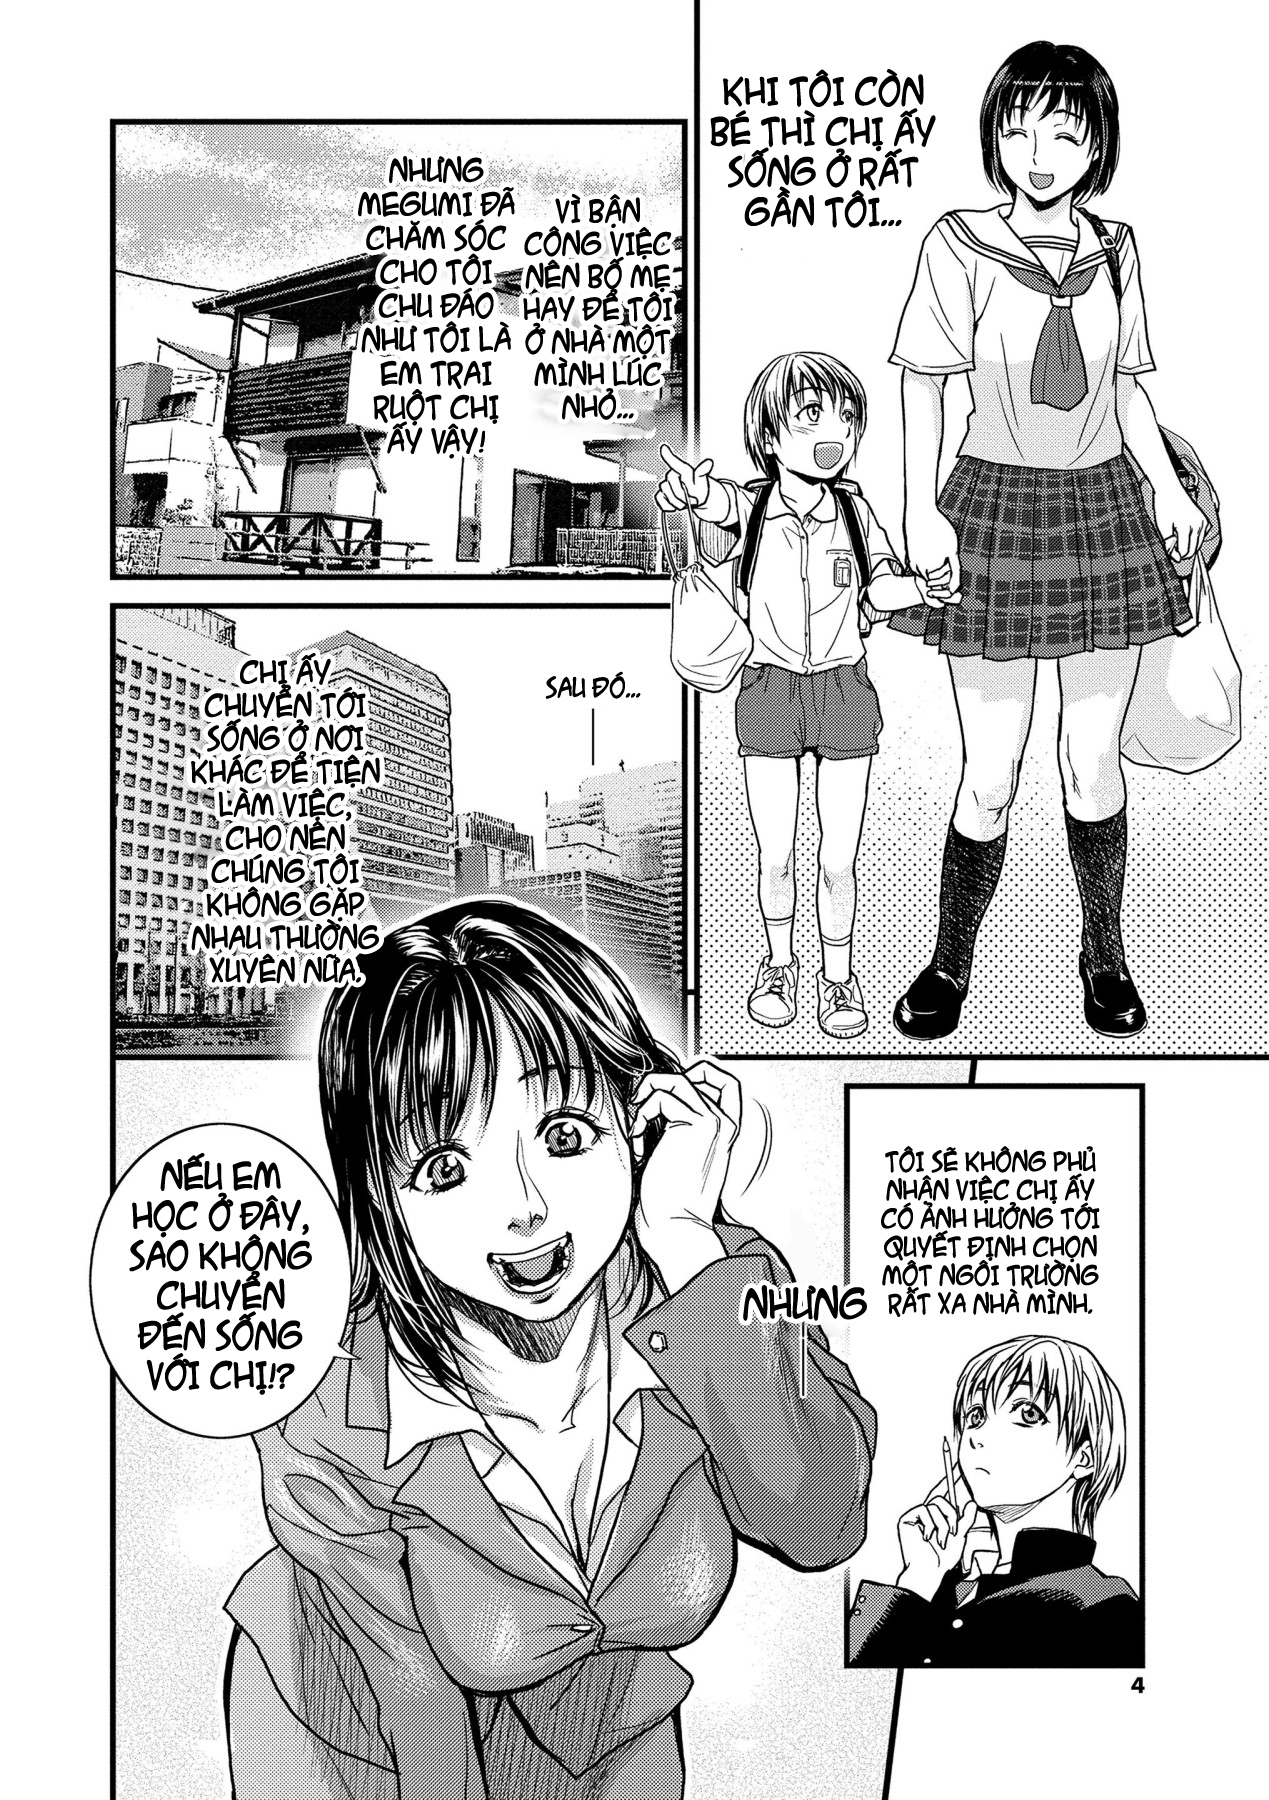 KHI TÔI CÒN
BÉ THÌ CHỊ ẤY
SỐNG Ở RẤT
GẦN TÔI...
VÌ BẬN
CÔNG VIỆC
NÊN BỐ MẸ
HAY ĐỂ TÔI
Ở NHÀ MỘT
MÌNH LÚC
NHỎ...
NHƯNG
MEGUMI ĐÃ
CHĂM SÓC
CHO TÔI
CHU ĐÁO
NHƯ TÔI LÀ
EM TRAI
RUỘT CHỊ
ẤY VẬY!
SAU ĐÓ...
CHỊ ẤY
CHUYỂN TỚI
SỐNG Ở NƠI
KHÁC ĐỂ TIỆN
LÀM VIỆC,
CHO NÊN
CHÚNG TÔI
KHÔNG GẶP
NHAU THƯỜNG
XUYÊN NỮA.
TÔI SẼ KHÔNG PHỦ
NHẬN VIỆC CHỊ ẤY
CÓ ẢNH HƯỞNG TỚI
QUYẾT ĐỊNH CHỌN
MỘT NGÔI TRƯỜNG
RẤT XA NHÀ MÌNH.
NHƯNG
NẾU EM
HỌC Ở ĐÂY,
SAO KHÔNG
CHUYỂN
ĐẾN SỐNG
VỚI CHỊ!?
4